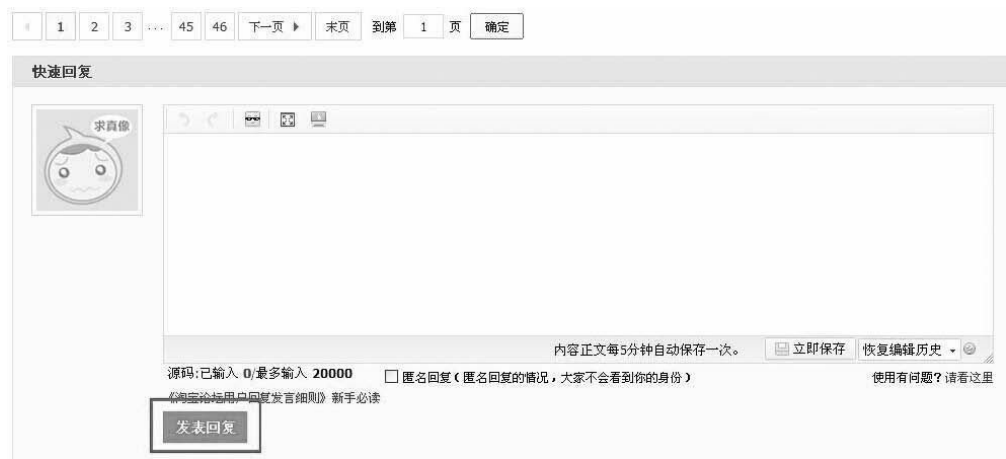 1 2 3 ... 45 46 下一页 末页 到第 1 页 确定
快速回复
求真像
内容正文每5分钟自动保存一次。 立即保存 恢复编辑历史
源码:已输入 0/最多输入 20000 匿名回复(匿名回复的情况,大家不会看到你的身份) 使用有问题?请看这里
《淘宝论坛用户回复发言细则》新手必读
发表回复